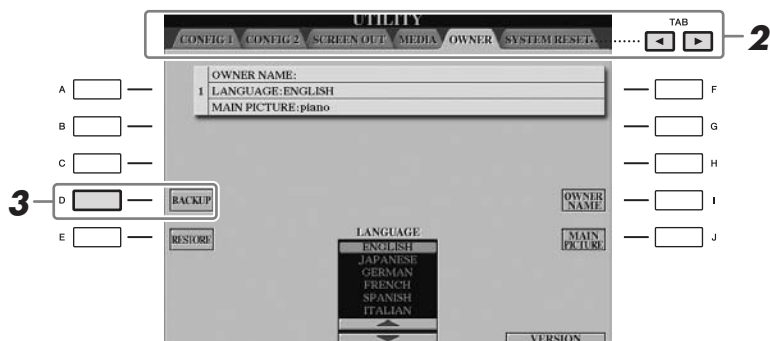 UTILITY
CONFIG 1 CONFIG 2 SCREEN OUT MEDIA OWNER SYSTEM RESET
TAB
2
OWNER NAME:
1 LANGUAGE:ENGLISH
MAIN PICTURE:piano
A
B
C
3 D
E
F
G
H
I
J
BACKUP
RESTORE
OWNER NAME
MAIN PICTURE
LANGUAGE
ENGLISH
JAPANESE
GERMAN
FRENCH
SPANISH
ITALIAN
VERSION